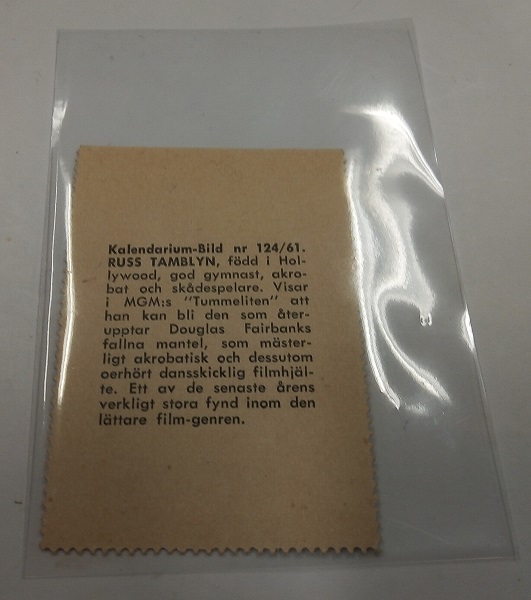 Kalendarium-Bild nr 124/61.
RUSS TAMBLYN, född i Hol-
lywood, god gymnast, akro-
bat och skådespelare. Visar
i MGM:s "Tummeliten" att
han kan bli den som åter-
upptar Douglas Fairbanks
fallna mantel, som mäster-
ligt akrobatisk och dessutom
oerhört dansskicklig filmhjäl-
te. Ett av de senaste årens
verkligt stora fynd inom den
lättare film-genren.